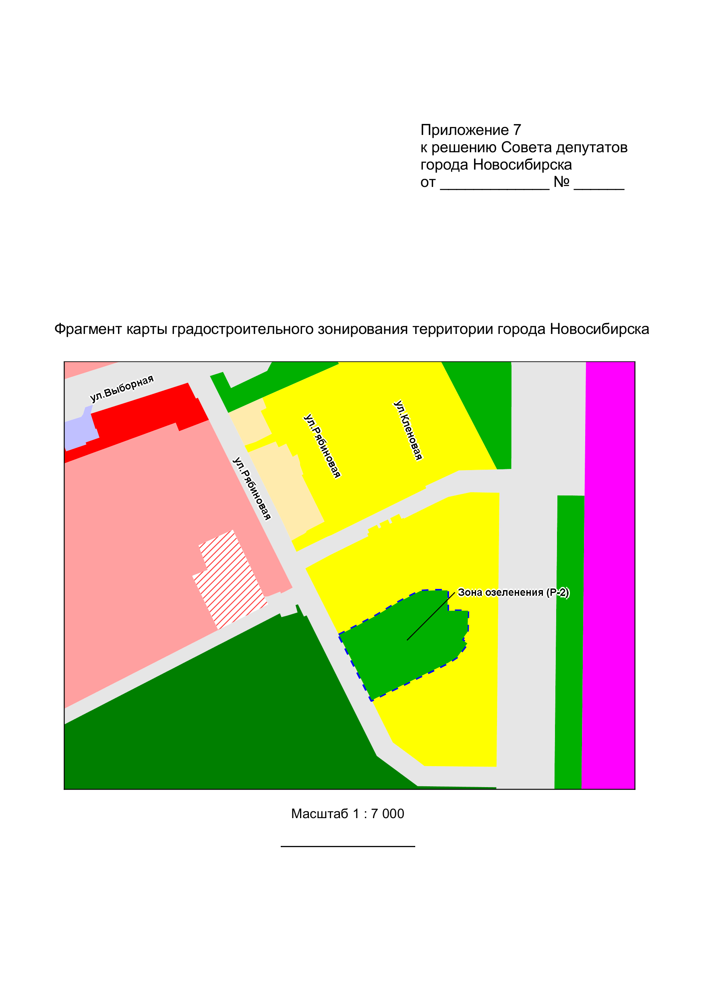 Приложение 7
к решению Совета депутатов
города Новосибирска
от _____________ № ______
Фрагмент карты градостроительного зонирования территории города Новосибирска
ул.Выборная
ул.Рябиновая
ул.Кленовая
ул.Рябиновая
Зона озеленения (Р-2)
Масштаб 1 : 7 000